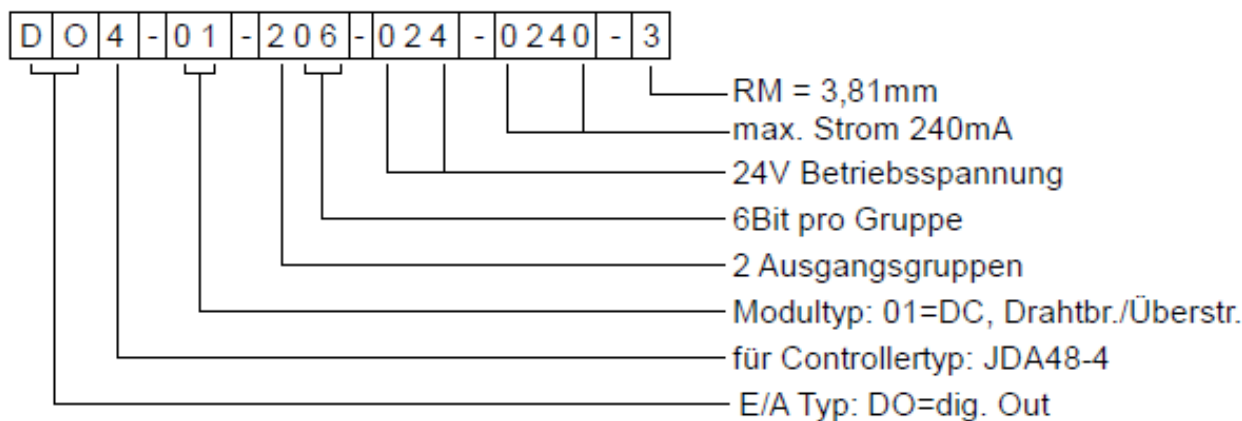 DO4-01-206-024-0240-3
RM = 3,81mm
max. Strom 240mA
24V Betriebsspannung
6Bit pro Gruppe
2 Ausgangsgruppen
Modultyp: 01=DC, Drahtbr./Überstr.
für Controllertyp: JDA48-4
E/A Typ: DO=dig. Out